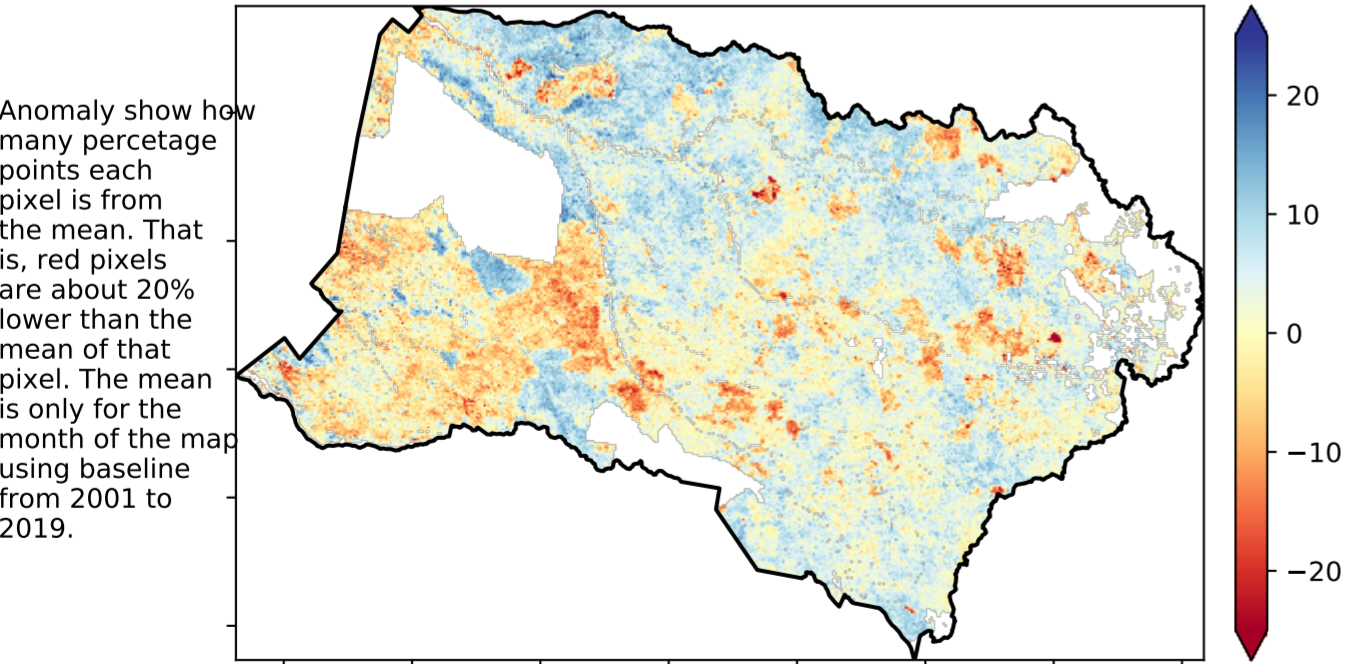 Anomaly show how
many percetage
points each
pixel is from
the mean. That
is, red pixels
are about 20%
lower than the
mean of that
pixel. The mean
is only for the
month of the map
using baseline
from 2001 to
2019.
20
10
0
−10
−20